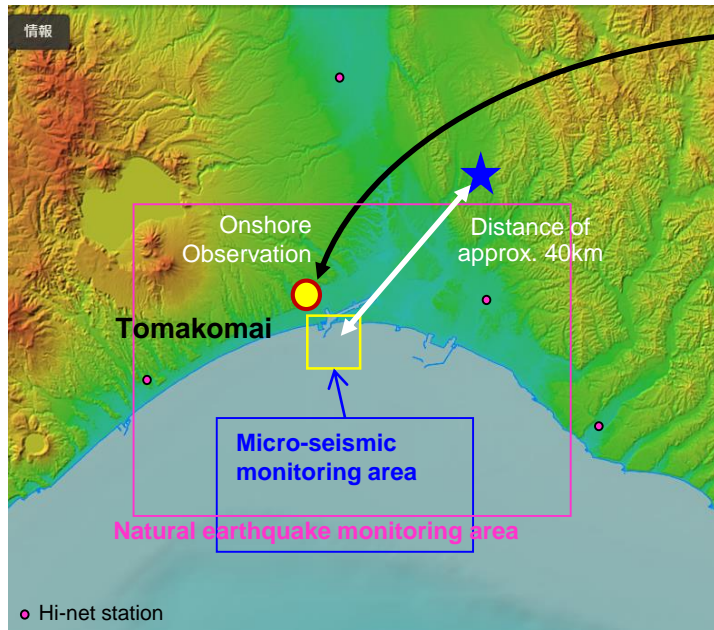 情報
Onshore
Observation
Distance of
approx. 40km
Tomakomai
Micro-seismic
monitoring area
Natural earthquake monitoring area
Hi-net station